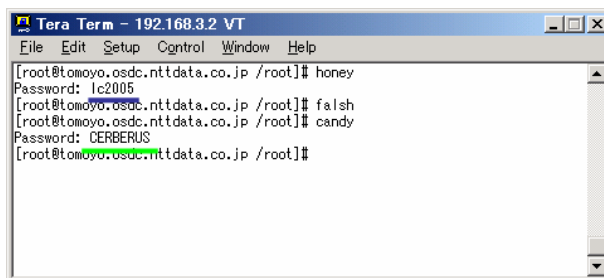 Tera Term - 192.168.3.2 VT
File Edit Setup Control Window Help
[root@tomoyo.osdc.nttdata.co.jp /root]# honey
Password: lc2005
[root@tomoyo.osdc.nttdata.co.jp /root]# falsh
[root@tomoyo.osdc.nttdata.co.jp /root]# candy
Password: CERBERUS
[root@tomoyo.osdc.nttdata.co.jp /root]#